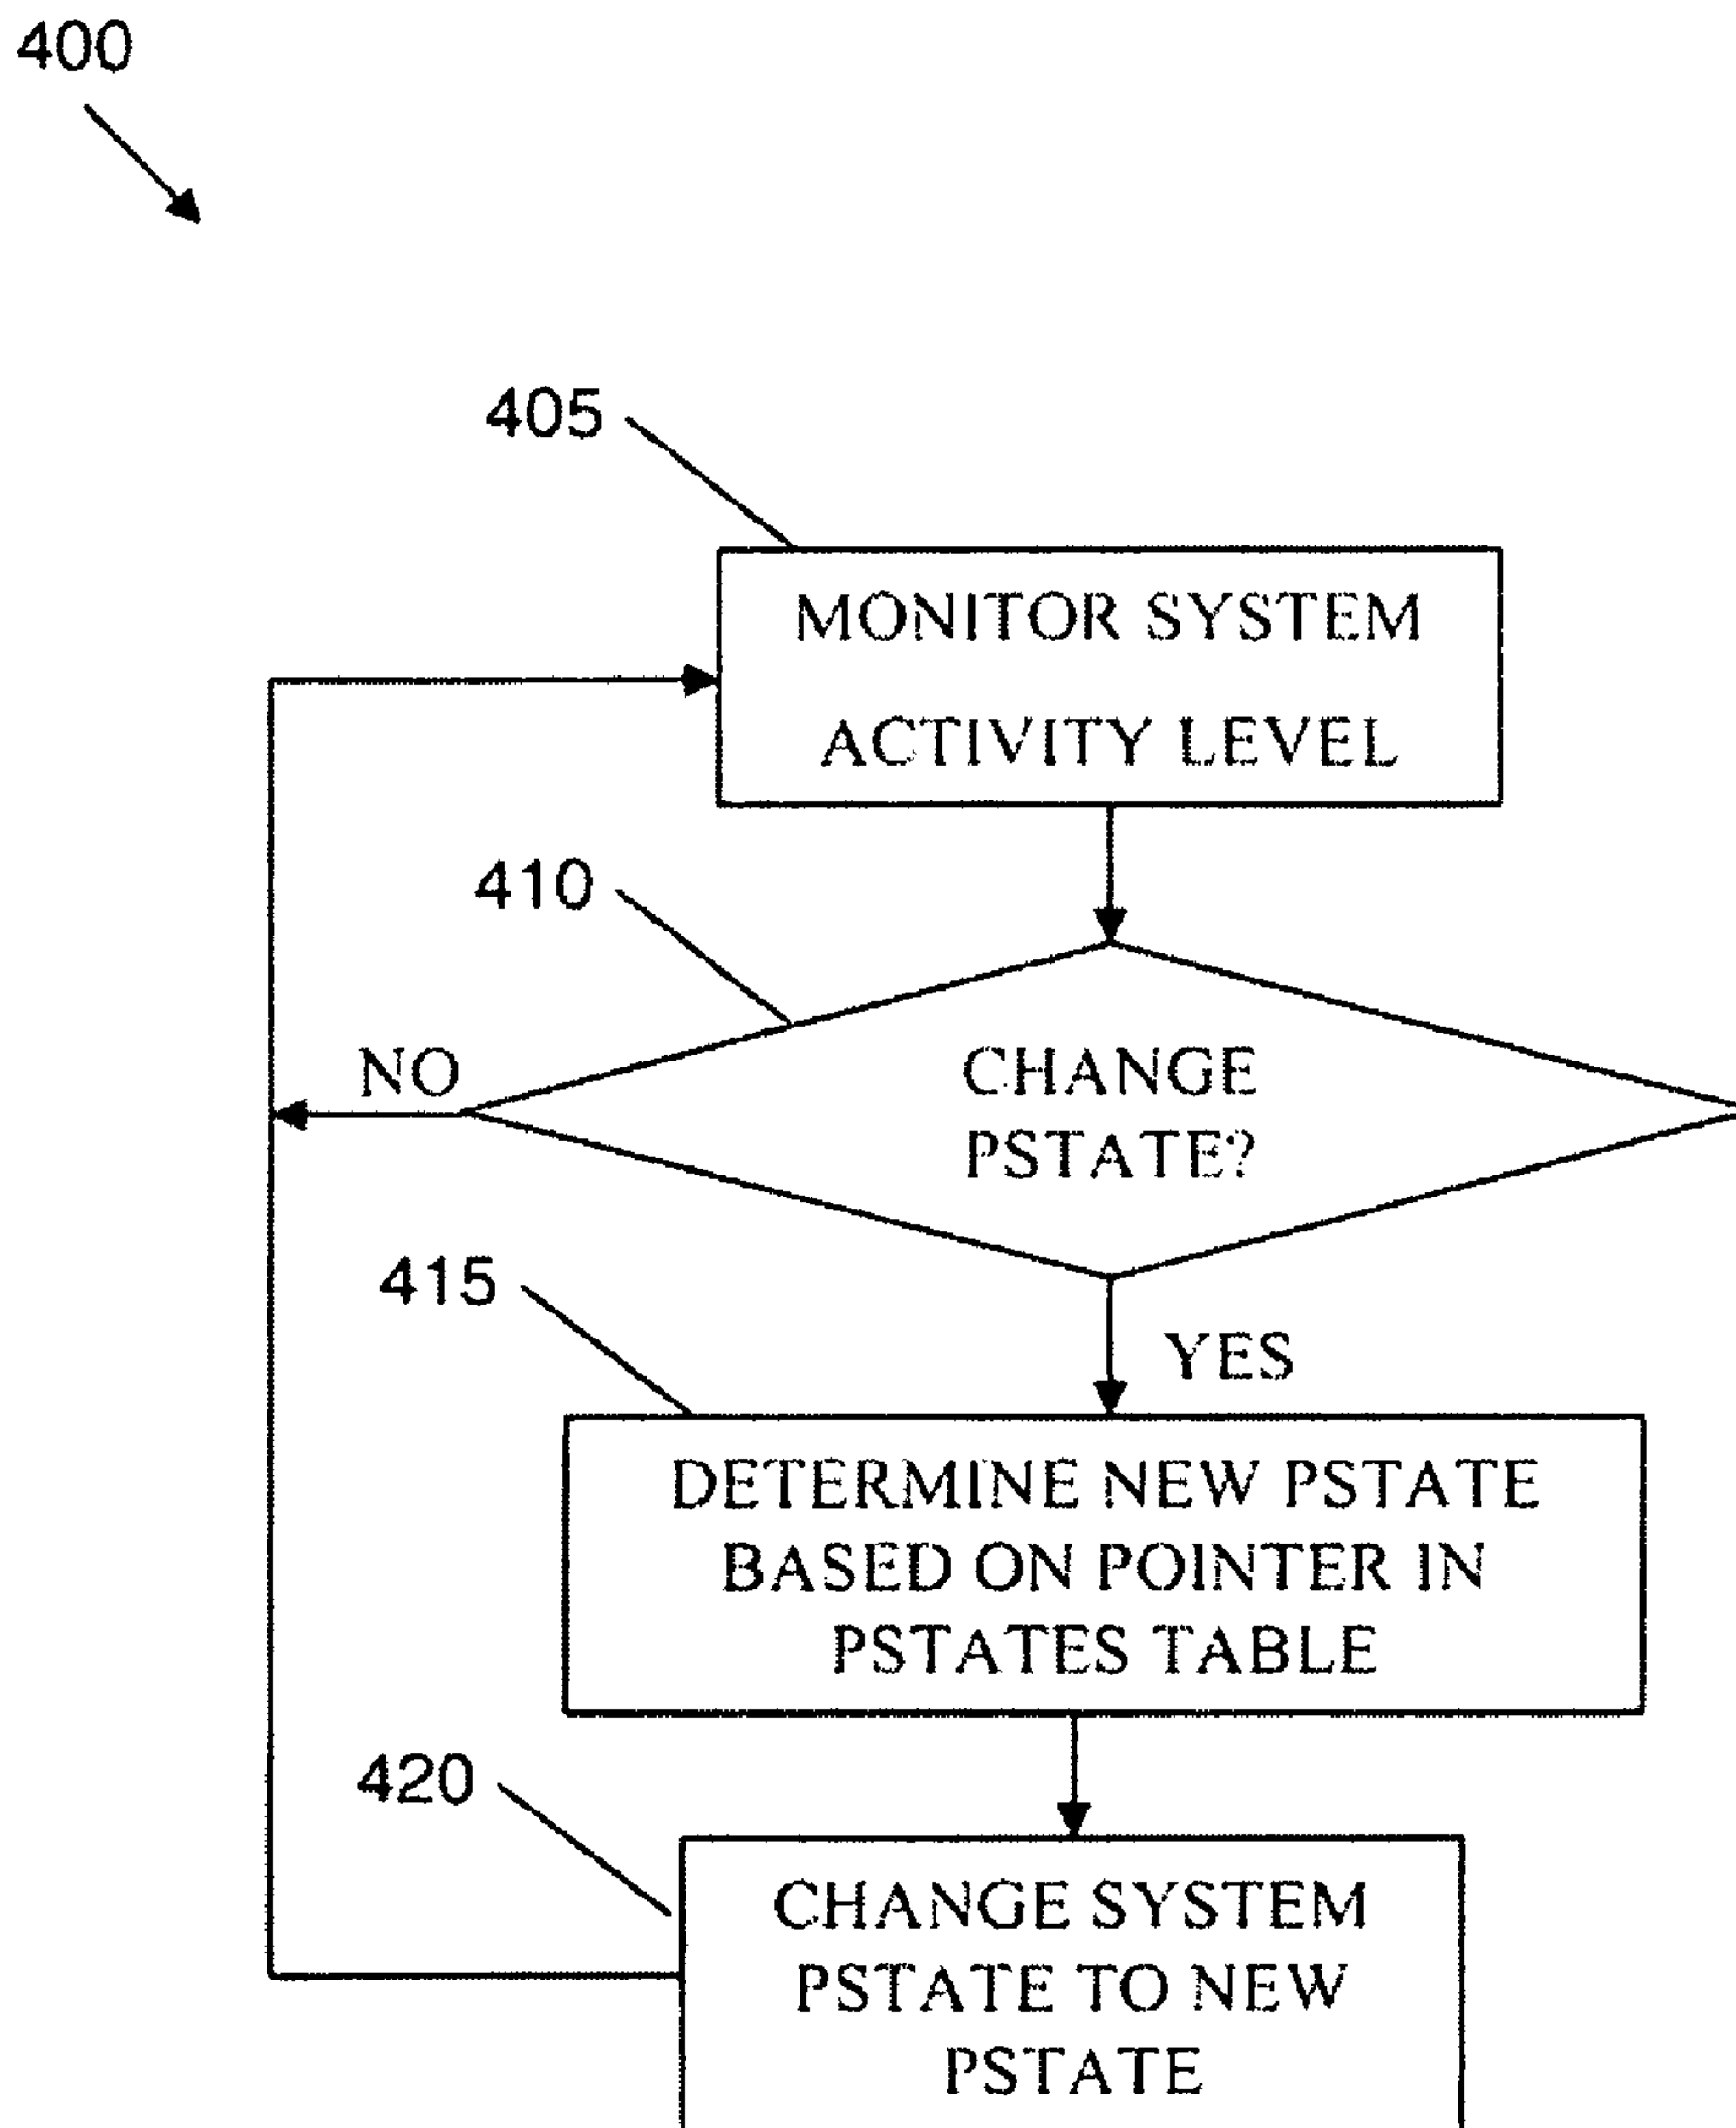 400
405
MONITOR SYSTEM
ACTIVITY LEVEL
410
NO
CHANGE
PSTATE?
415
YES
DETERMINE NEW PSTATE
BASED ON POINTER IN
PSTATES TABLE
420
CHANGE SYSTEM
PSTATE TO NEW
PSTATE